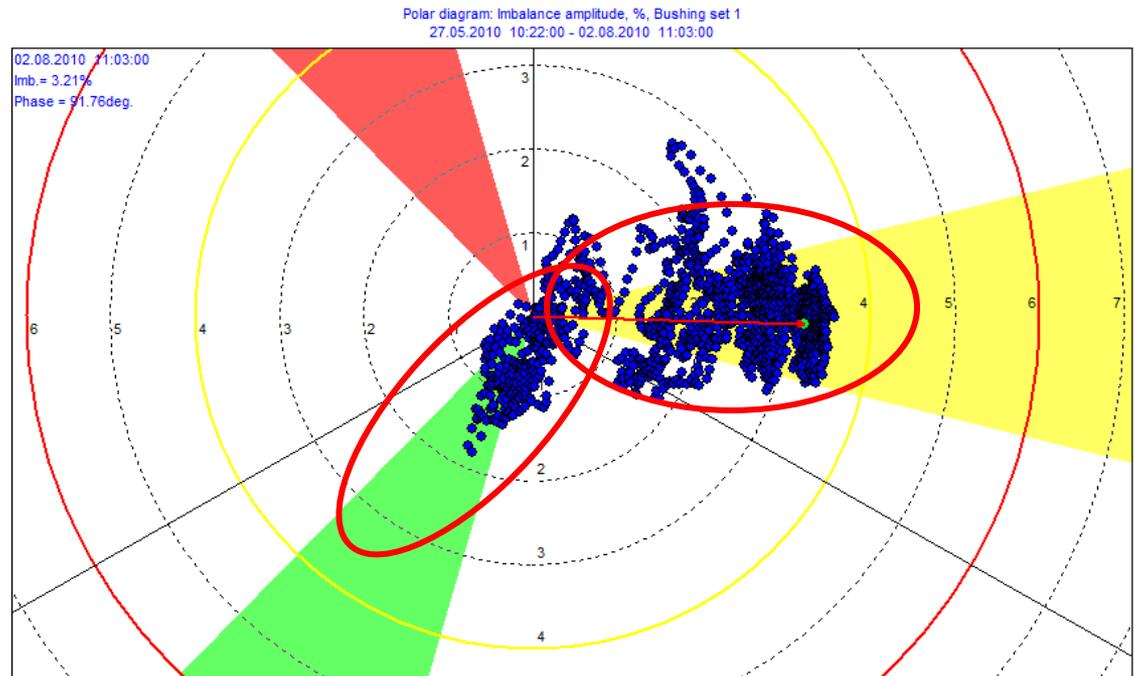 Polar diagram: Imbalance amplitude, %, Bushing set 1
27.05.2010 10:22:00 - 02.08.2010 11:03:00
02.08.2010 11:03:00
Imb.= 3.21%
Phase = 91.76deg.
3
2
1
6 5 4 3 2 1 4 5 6 7
2
3
4